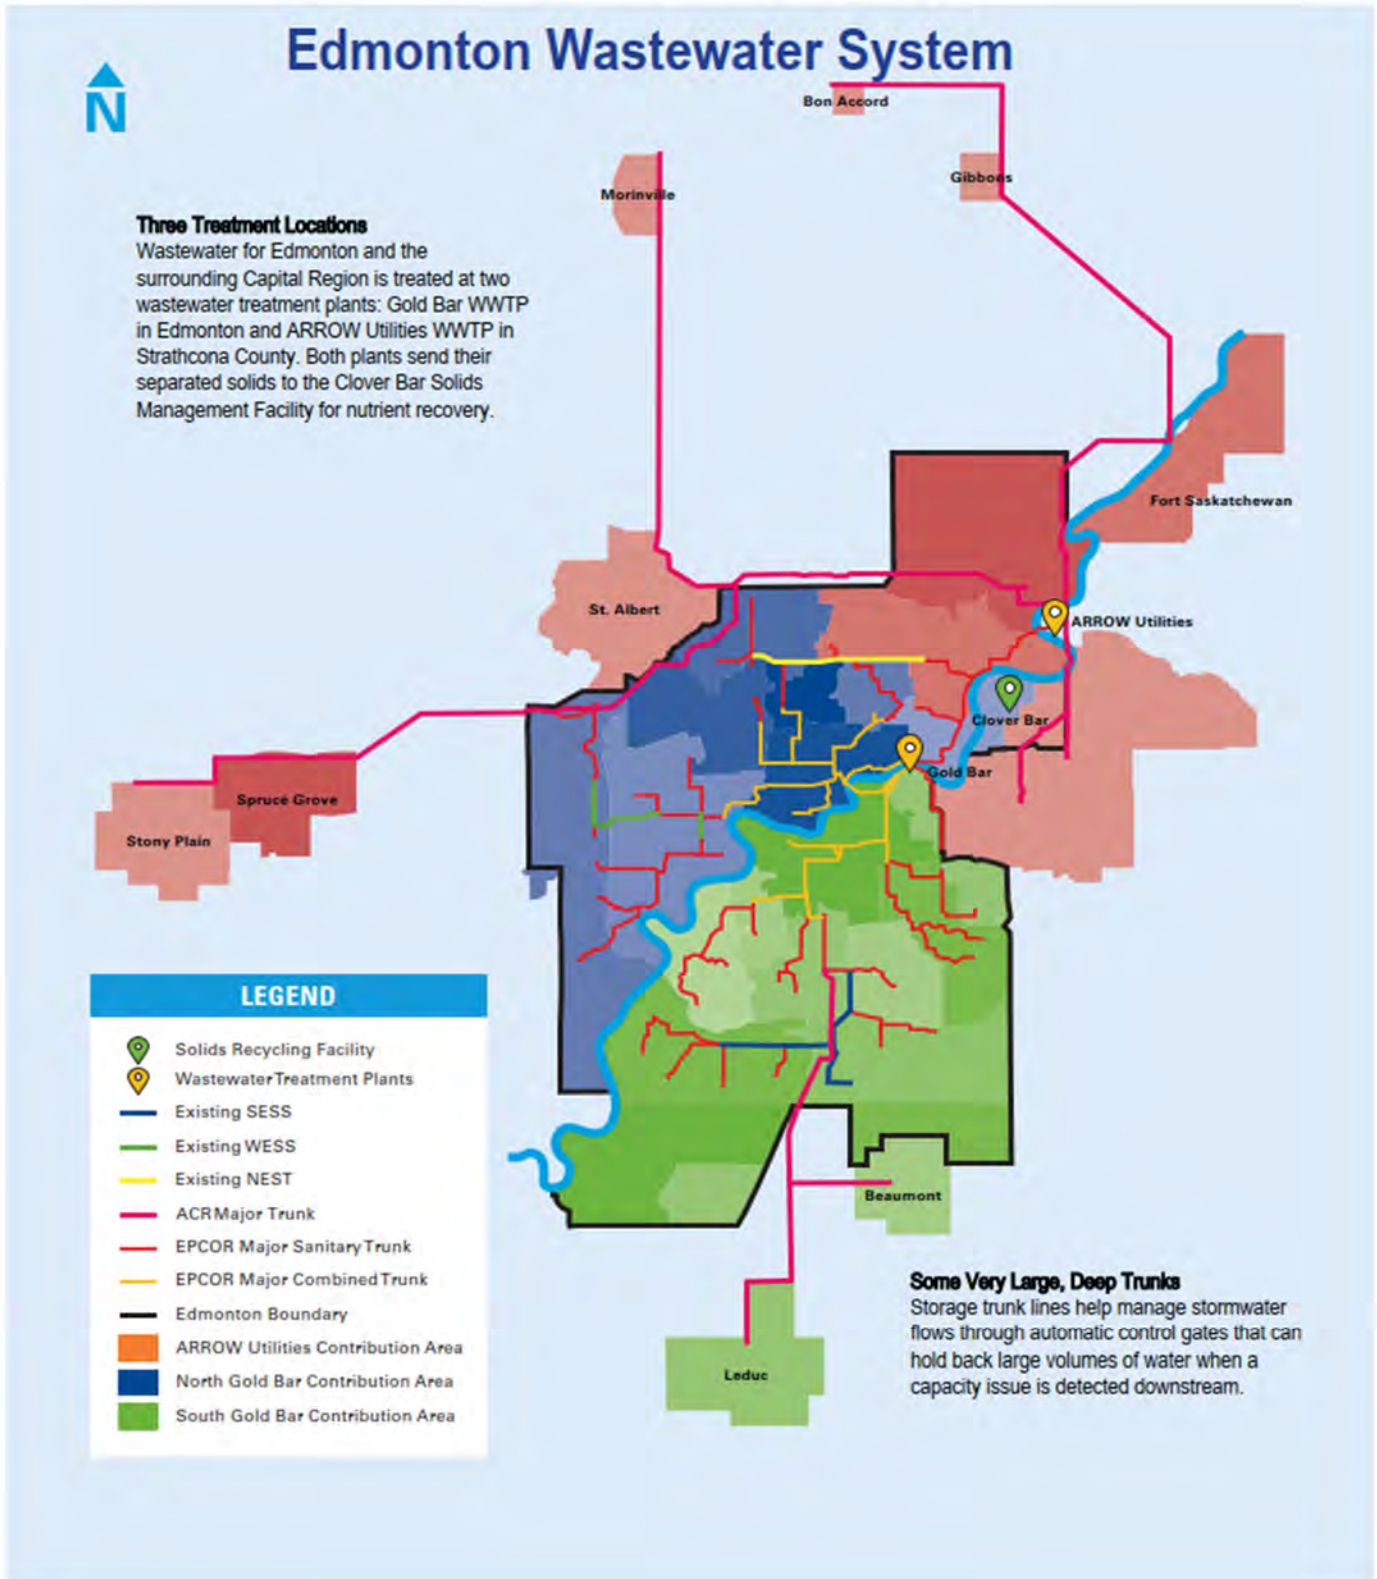 Edmonton Wastewater System
N
Bon Accord
Gibbons
Morinville
Three Treatment Locations
Wastewater for Edmonton and the
surrounding Capital Region is treated at two
wastewater treatment plants: Gold Bar WWTP
in Edmonton and ARROW Utilities WWTP in
Strathcona County. Both plants send their
separated solids to the Clover Bar Solids
Management Facility for nutrient recovery.
Fort Saskatchewan
St. Albert
ARROW Utilities
Clover Bar
Gold Bar
Spruce Grove
Stony Plain
LEGEND
Solids Recycling Facility
Wastewater Treatment Plants
Existing SESS
Existing WESS
Existing NEST
ACR Major Trunk
EPCOR Major Sanitary Trunk
EPCOR Major Combined Trunk
Edmonton Boundary
ARROW Utilities Contribution Area
North Gold Bar Contribution Area
South Gold Bar Contribution Area
Beaumont
Leduc
Some Very Large, Deep Trunks
Storage trunk lines help manage stormwater
flows through automatic control gates that can
hold back large volumes of water when a
capacity issue is detected downstream.